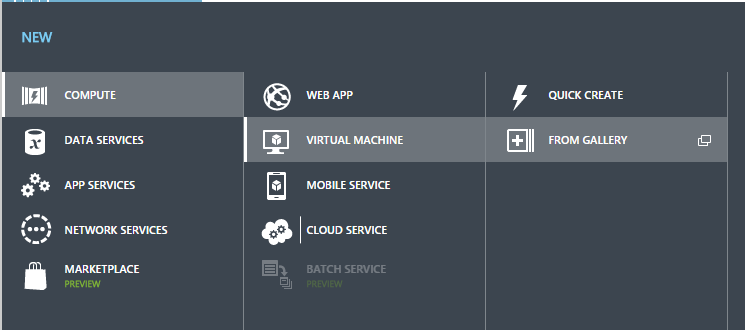 NEW
COMPUTE
DATA SERVICES
APP SERVICES
NETWORK SERVICES
MARKETPLACE
PREVIEW
WEB APP
VIRTUAL MACHINE
MOBILE SERVICE
CLOUD SERVICE
BATCH SERVICE
PREVIEW
QUICK CREATE
FROM GALLERY